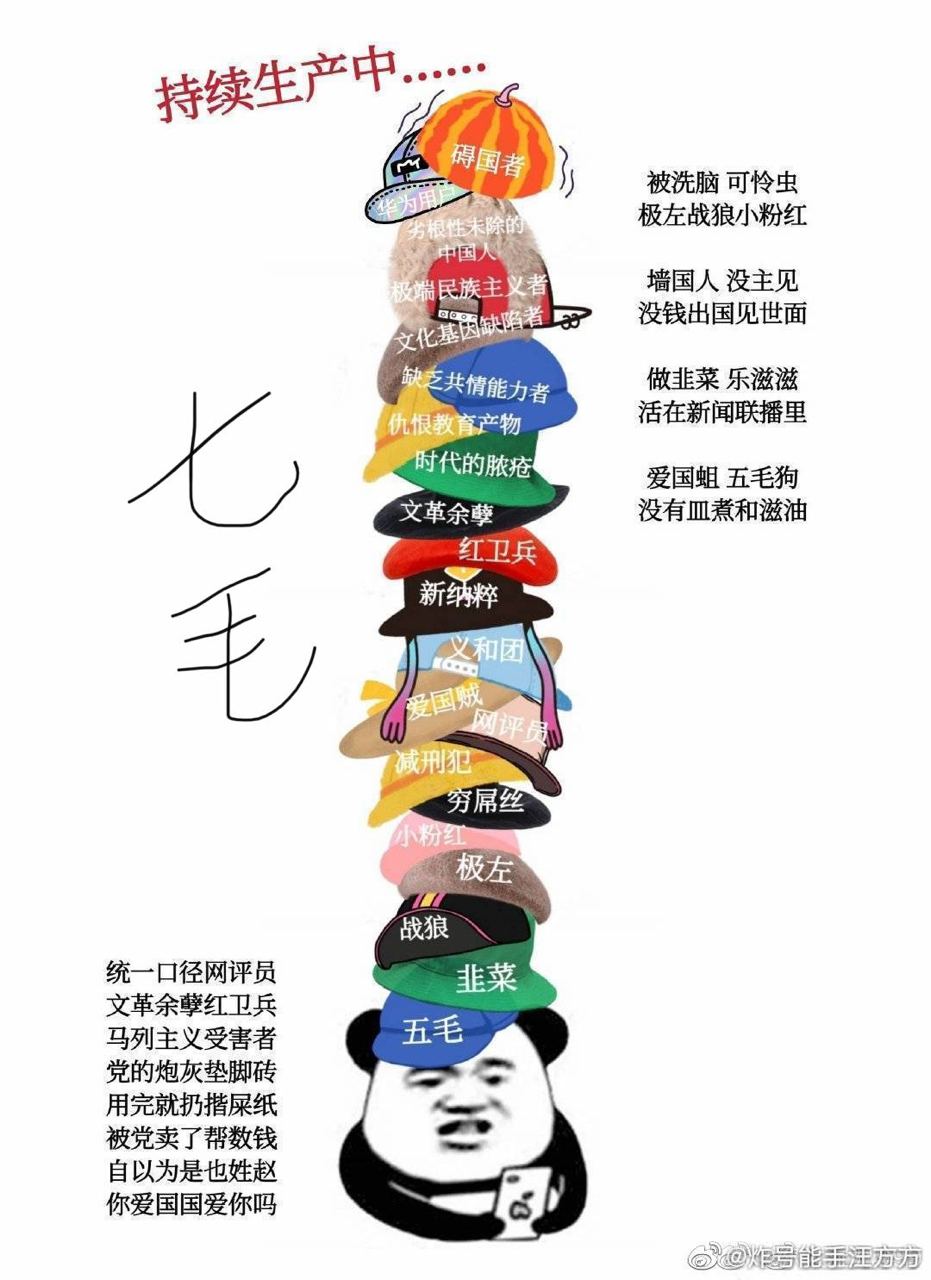 持续生产中……
碍国者
华为用户
劣根性未除的
中国人
极端民族主义者
文化基因缺陷者
缺乏共情能力者
仇恨教育产物
时代的脓疮
文革余孽
红卫兵
新纳粹
义和团
爱国贼
网评员
减刑犯
穷屌丝
小粉红
极左
战狼
韭菜
五毛
被洗脑 可怜虫
极左战狼小粉红
墙国人 没主见
没钱出国见世面
做韭菜 乐滋滋
活在新闻联播里
爱国蛆 五毛狗
没有皿煮和滋油
七
毛
统一口径网评员
文革余孽红卫兵
马列主义受害者
党的炮灰垫脚砖
用完就扔揩屎纸
被党卖了帮数钱
自以为是也姓赵
你爱国国爱你吗
@炸号能手汪方方